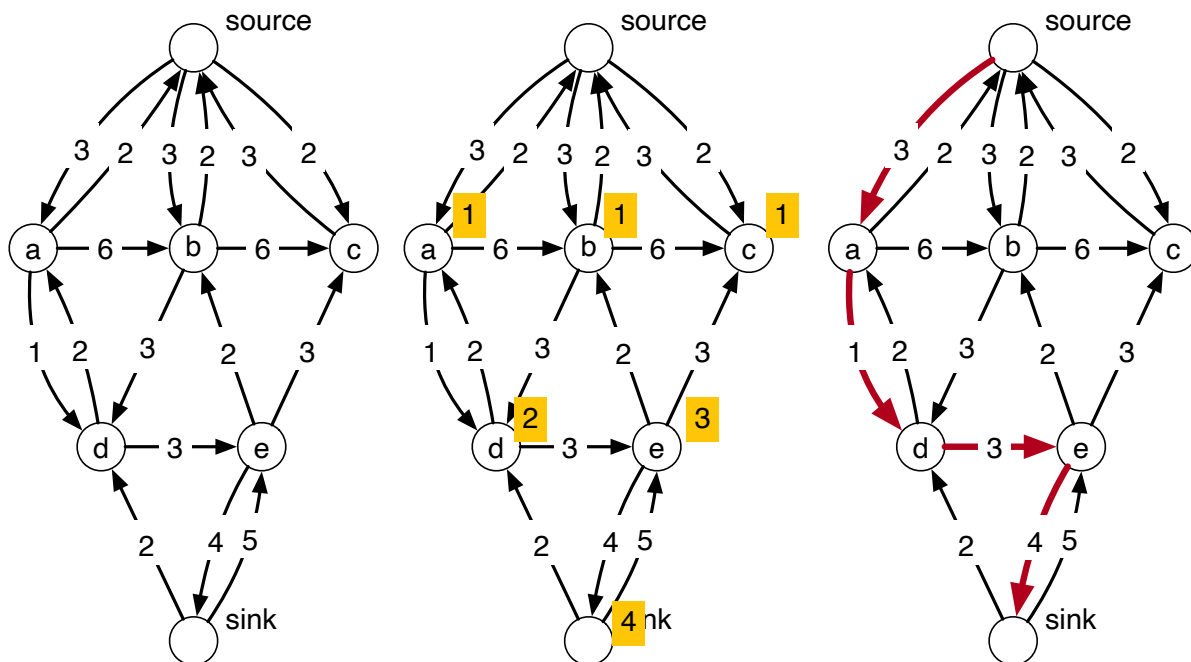 source source source
3 2 3 2 3 2
3 2 3 2 3 2
3 2 3 2 3 2
1 1 1
a 6 b 6 c
a 6 b 6 c
a 6 b 6 c
1 2 3 2 3
1 2 3 2 3
1 2 3 2 3
2 3
d 3 e
d 3 e
d 3 e
2 4 5
2 4 5
2 4 5
sink 4 nk sink